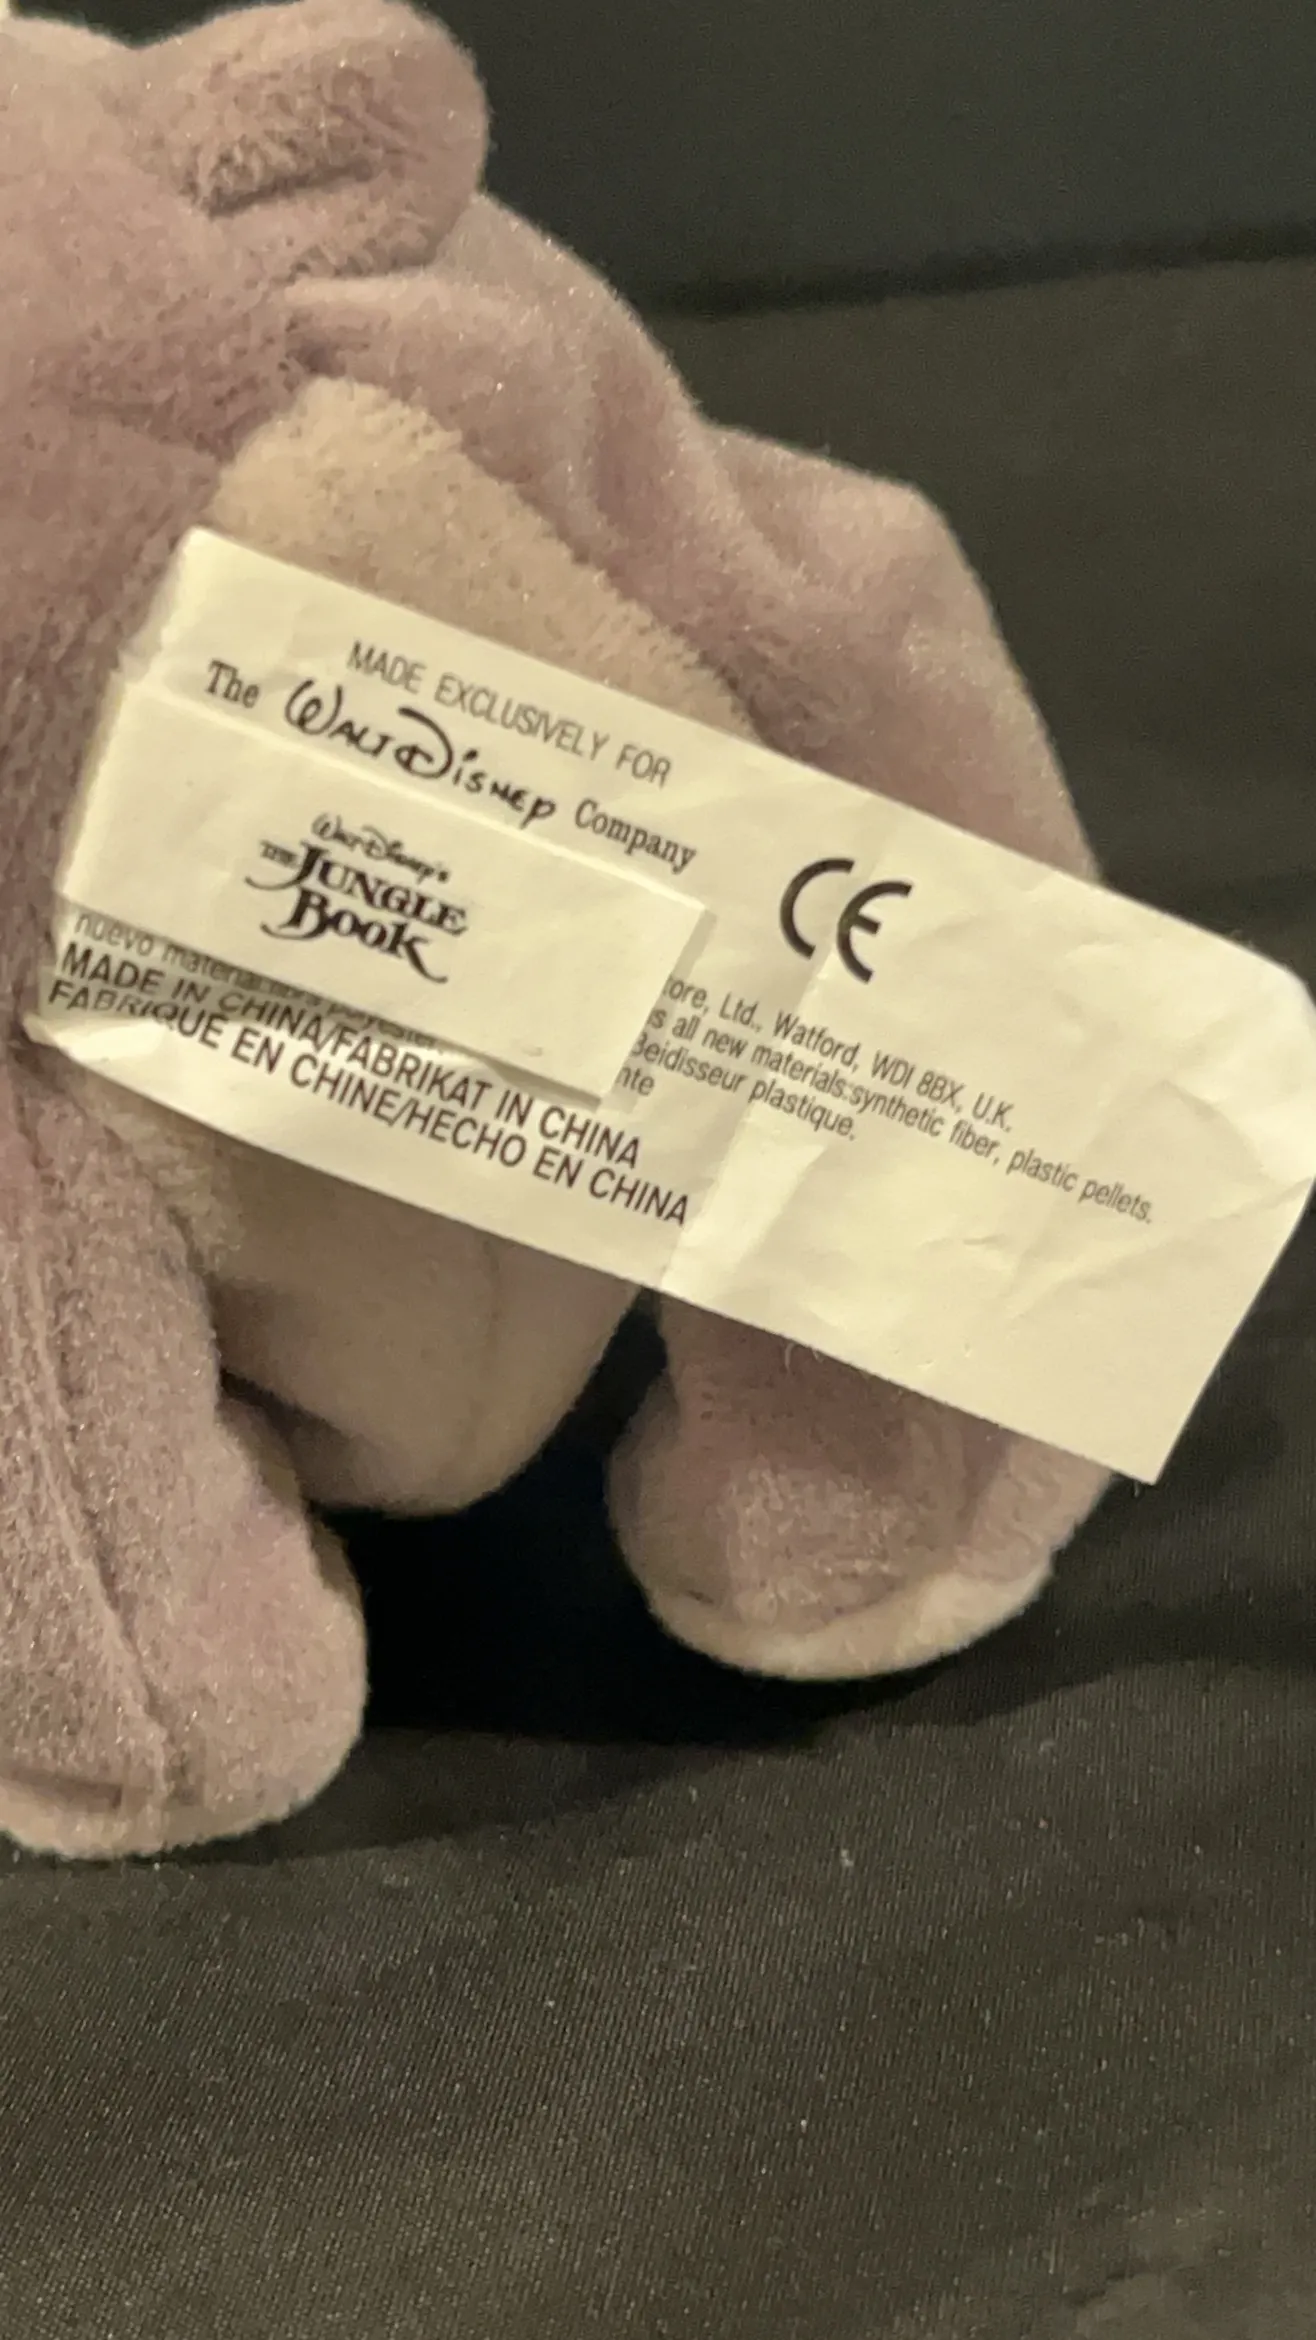 MADE EXCLUSIVELY FOR
The WALT DISNEY Company
CE
Walt Disney's
THE JUNGLE
BOOK
Ltd., Watford, WDI 8BX, U.K.
all new materials:synthetic fiber, plastic pellets.
Beidisseur plastique.
nuevo material:
MADE IN CHINA/FABRIKAT IN CHINA
FABRIQUE EN CHINE/HECHO EN CHINA